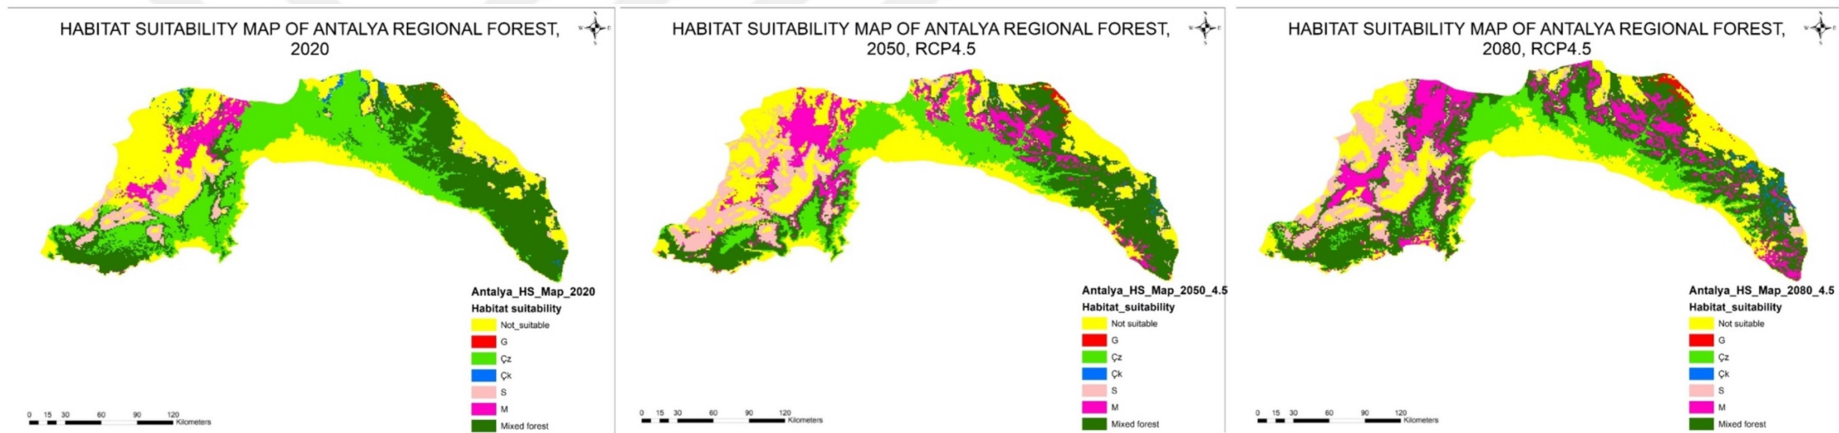 HABITAT SUITABILITY MAP OF ANTALYA REGIONAL FOREST,
2020
Antalya_HS_Map_2020
Habitat suitability
Not_suitable
G
Çz
Çk
S
M
Mixed forest
0 15 30 60 90 120
Kilometers
HABITAT SUITABILITY MAP OF ANTALYA REGIONAL FOREST,
2050, RCP4.5
Antalya_HS_Map_2050_4.5
Habitat_suitability
Not suitable
G
Çz
Çk
S
M
Mixed forest
0 15 30 60 90 120
Kilometers
HABITAT SUITABILITY MAP OF ANTALYA REGIONAL FOREST,
2080, RCP4.5
Antalya_HS_Map_2080_4.5
Habitat_suitability
Not suitable
G
Çz
Çk
S
M
Mixed forest
0 15 30 60 90 120
Kilometers